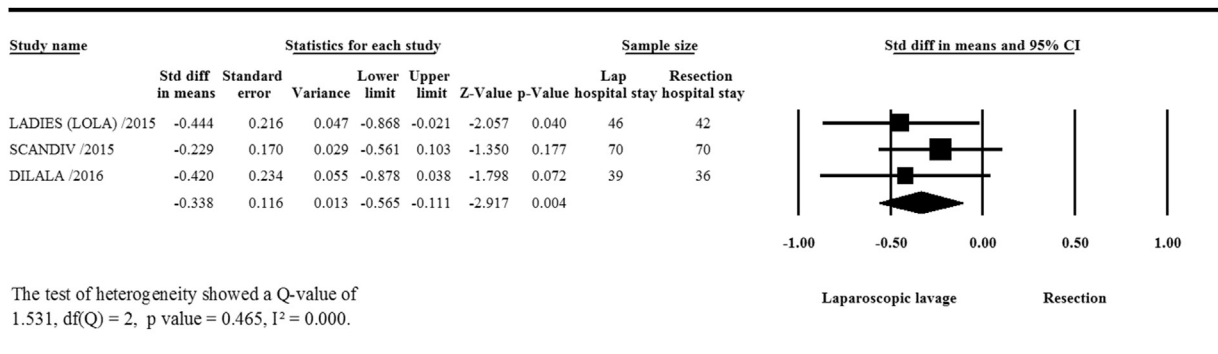 Study name Statistics for each study Sample size Std diff in means and 95% CI
Std diff Standard Lower Upper Lap Resection
in means error Variance limit limit Z-Value p-Value hospital stay hospital stay
LADIES (LOLA) /2015 -0.444 0.216 0.047 -0.868 -0.021 -2.057 0.040 46 42
SCANDIV /2015 -0.229 0.170 0.029 -0.561 0.103 -1.350 0.177 70 70
DILALA /2016 -0.420 0.234 0.055 -0.878 0.038 -1.798 0.072 39 36
-0.338 0.116 0.013 -0.565 -0.111 -2.917 0.004
-1.00 -0.50 0.00 0.50 1.00
Laparoscopic lavage Resection
The test of heterogeneity showed a Q-value of
1.531, df(Q) = 2, p value = 0.465, I² = 0.000.